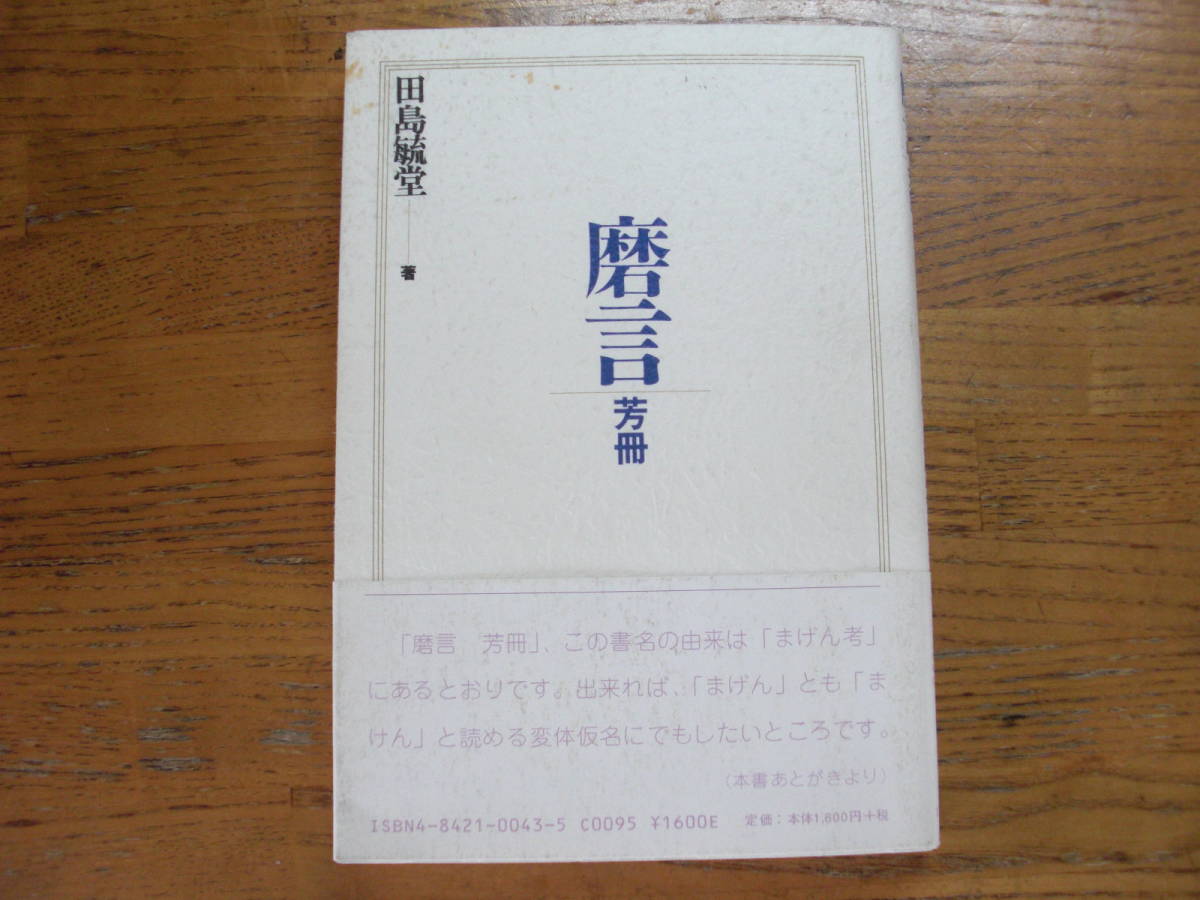 田島毓堂
著
磨言
芳冊
「磨言　芳冊」、この書名の由来は「まげん考」
にあるとおりです。出来れば、「まげん」とも「ま
けん」と読める変体仮名にでもしたいところです。
（本書あとがきより）
ISBN4-8421-0043-5 C0095 ¥1600E 定価：本体1,600円+税